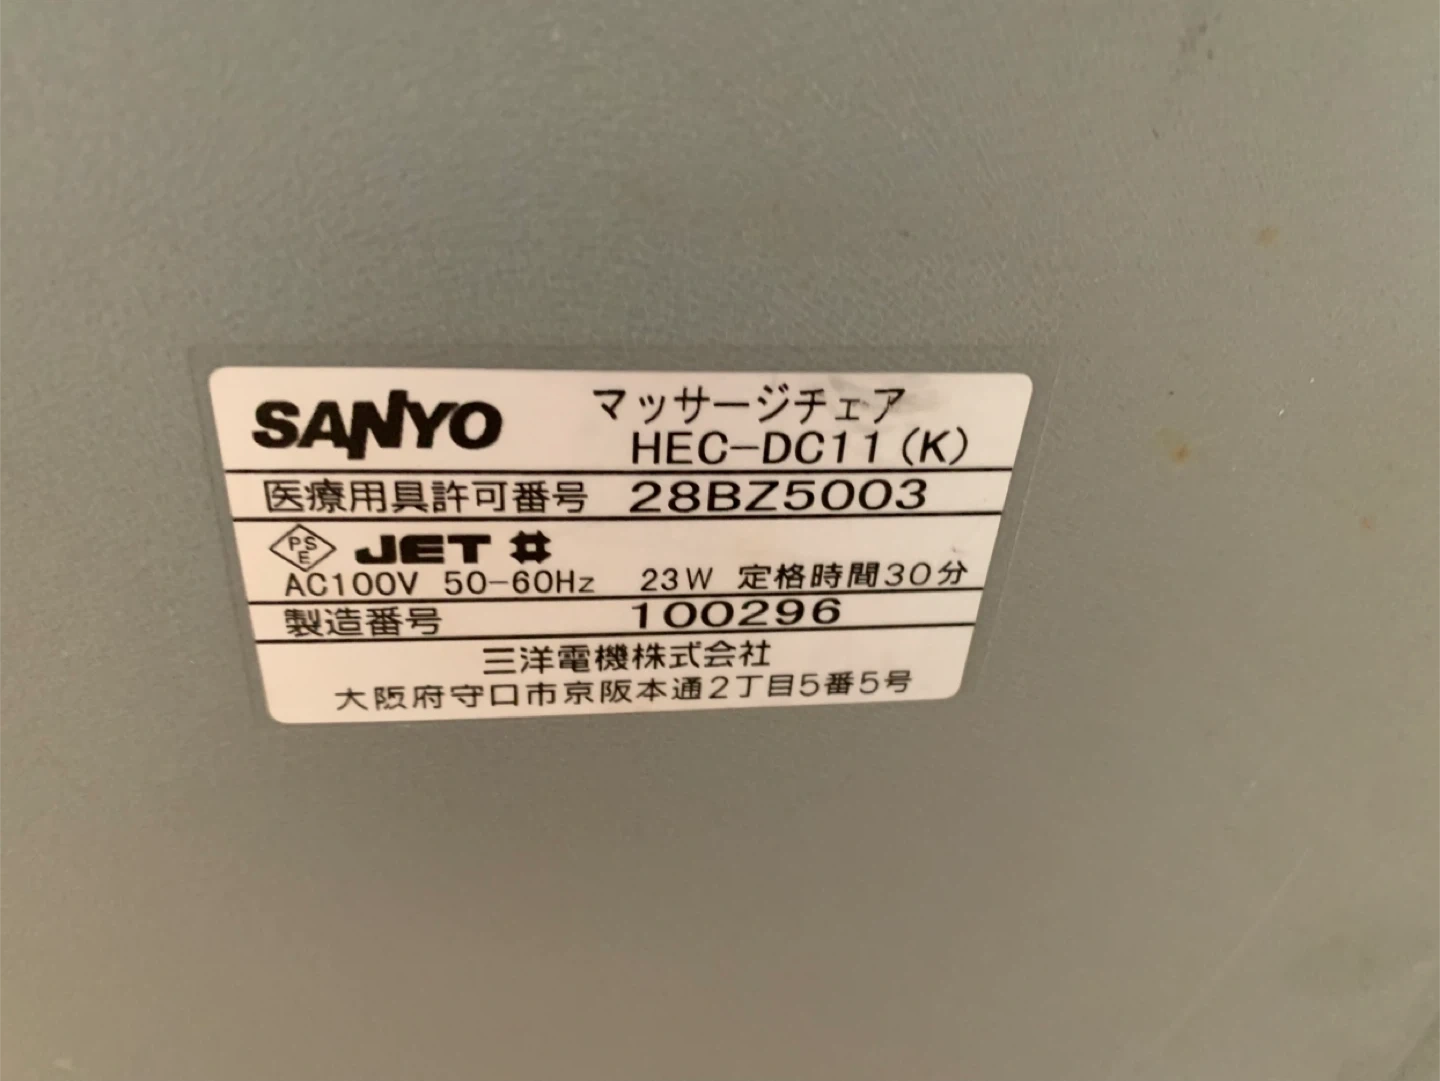 SANYO マッサージチェア
HEC-DC11(K)
医療用具許可番号 28BZ5003
PSE JET
AC100V 50-60Hz 23W 定格時間30分
製造番号 100296
三洋電機株式会社
大阪府守口市京阪本通2丁目5番5号